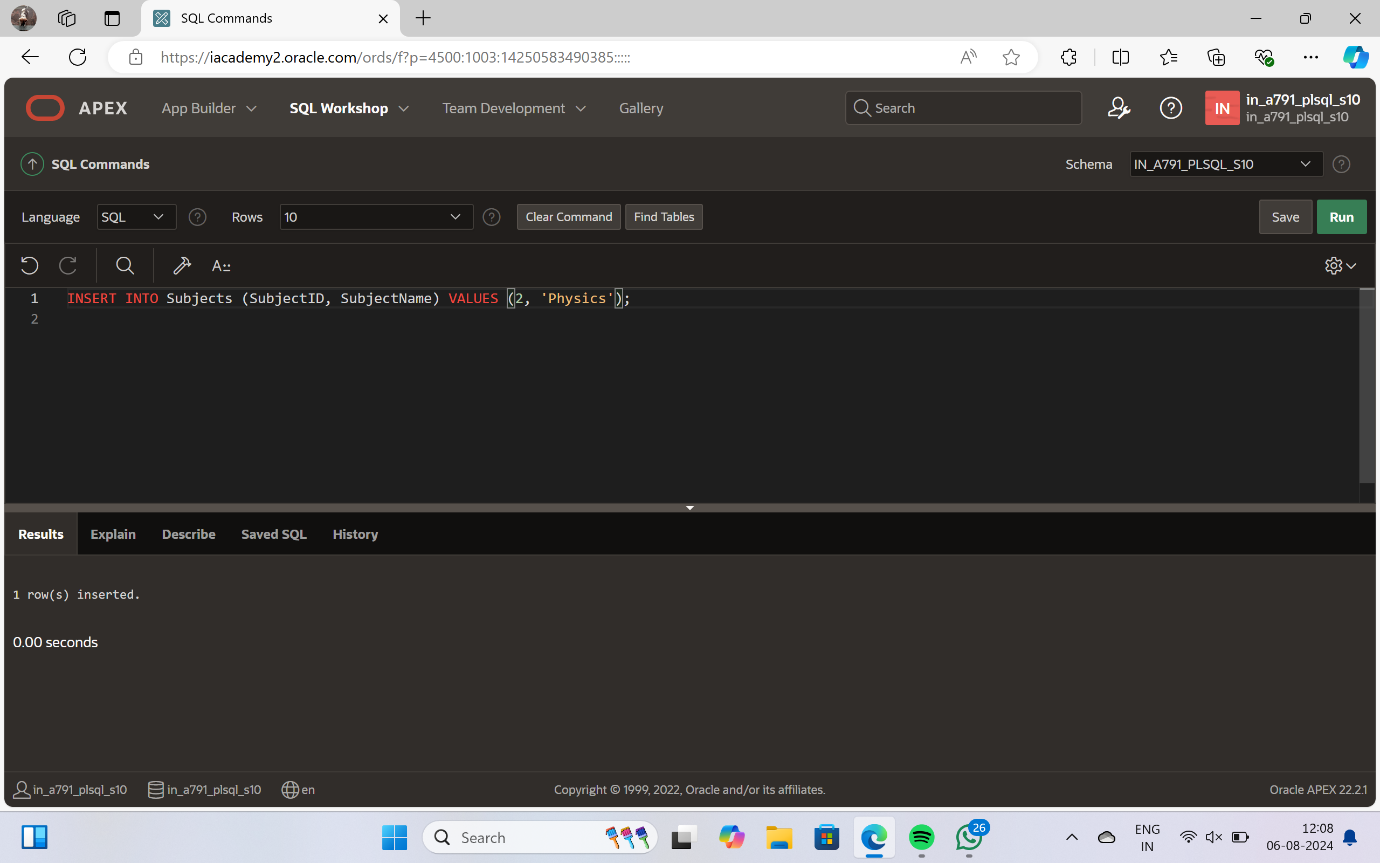 SQL Commands
https://iacademy2.oracle.com/ords/f?p=4500:1003:14250583490385:::::
APEX App Builder SQL Workshop Team Development Gallery Search IN in_a791_plsql_s10
in_a791_plsql_s10
SQL Commands Schema IN_A791_PLSQL_S10
Language SQL Rows 10 Clear Command Find Tables Save Run
1 INSERT INTO Subjects (SubjectID, SubjectName) VALUES (2, 'Physics');
2
Results Explain Describe Saved SQL History
1 row(s) inserted.
0.00 seconds
in_a791_plsql_s10 in_a791_plsql_s10 en Copyright © 1999, 2022, Oracle and/or its affiliates. Oracle APEX 22.2.1
Search 26 ENG 12:08
IN 06-08-2024